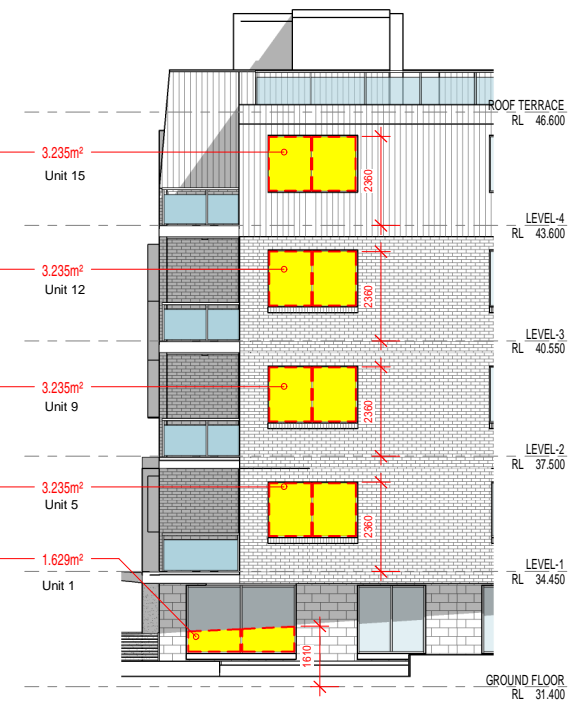 ROOF TERRACE
RL 46.600
3.235m²
Unit 15
2360
LEVEL-4
RL 43.600
3.235m²
Unit 12
2360
LEVEL-3
RL 40.550
3.235m²
Unit 9
2360
LEVEL-2
RL 37.500
3.235m²
Unit 5
2360
LEVEL-1
RL 34.450
1.629m²
Unit 1
1610
GROUND FLOOR
RL 31.400